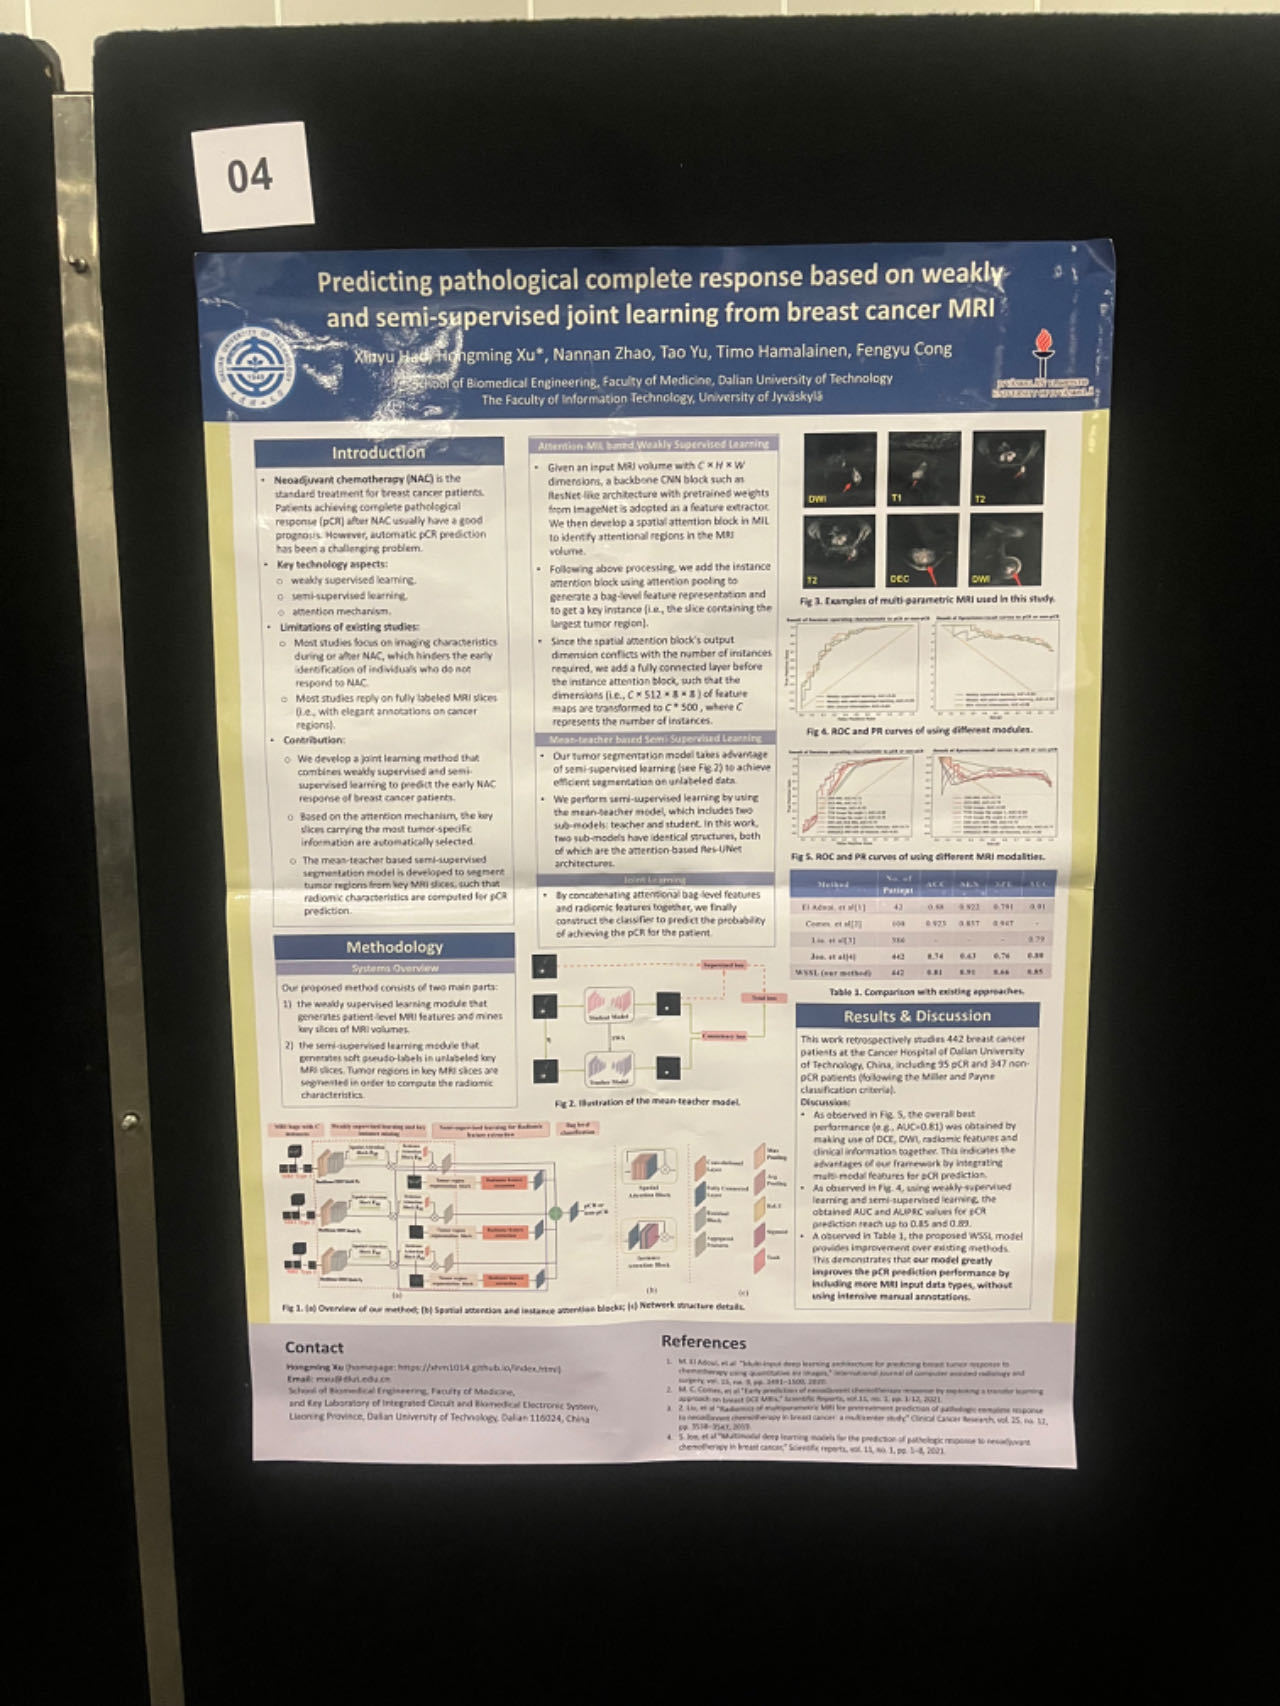 04
Predicting pathological complete response based on weakly
and semi-supervised joint learning from breast cancer MRI
Xinyu Hongming Xu*, Nannan Zhao, Tao Yu, Timo Hamalainen, Fengyu Cong
School of Biomedical Engineering, Faculty of Medicine, Dalian University of Technology
The Faculty of Information Technology, University of Jyväskylä
Introduction
• Neoadjuvant chemotherapy (NAC) is the
standard treatment for breast cancer patients.
Patients achieving complete pathological
response (pCR) after NAC usually have a good
prognosis. However, automatic pCR prediction
has been a challenging problem.
• Key technology aspects:
o weakly supervised learning,
o semi-supervised learning,
o attention mechanism.
• Limitations of existing studies:
o Most studies focus on imaging characteristics
during or after NAC, which hinders the early
identification of individuals who do not
respond to NAC.
o Most studies reply on fully labeled MRI slices
(i.e., with elegant annotations on cancer
regions).
• Contribution:
o We develop a joint learning method that
combines weakly supervised and semi-
supervised learning to predict the early NAC
response of breast cancer patients.
o Based on the attention mechanism, the key
slices carrying the most tumor-specific
information are automatically selected.
o The mean-teacher based semi-supervised
segmentation model is developed to segment
tumor regions from key MRI slices, such that
radiomic characteristics are computed for pCR
prediction.
Methodology
Systems Overview
Our proposed method consists of two main parts:
1) the weakly supervised learning module that
generates patient-level MRI features and mines
key slices of MRI volumes.
2) the semi-supervised learning module that
generates soft pseudo-labels in unlabeled key
MRI slices. Tumor regions in key MRI slices are
segmented in order to compute the radiomic
characteristics.
Attention-MIL based Weakly Supervised Learning
• Given an input MRI volume with C × H × W
dimensions, a backbone CNN block such as
ResNet-like architecture with pretrained weights
from ImageNet is adopted as a feature extractor.
We then develop a spatial attention block in MIL
to identify attentional regions in the MRI
volume.
• Following above processing, we add the instance
attention block using attention pooling to
generate a bag-level feature representation and
to get a key instance (i.e., the slice containing the
largest tumor region).
• Since the spatial attention block's output
dimension conflicts with the number of instances
required, we add a fully connected layer before
the instance attention block, such that the
dimensions (i.e., C × 512 × 8 × 8) of feature
maps are transformed to C * 500, where C
represents the number of instances.
Mean-teacher based Semi-Supervised Learning
• Our tumor segmentation model takes advantage
of semi-supervised learning (see Fig.2) to achieve
efficient segmentation on unlabeled data.
• We perform semi-supervised learning by using
the mean-teacher model, which includes two
sub-models: teacher and student. In this work,
two sub-models have identical structures, both
of which are the attention-based Res-UNet
architectures.
Joint Learning
• By concatenating attentional bag-level features
and radiomic features together, we finally
construct the classifier to predict the probability
of achieving the pCR for the patient.
Supervised loss
Student Model
Total loss
EMA
Consistency loss
Teacher Model
Fig 2. Illustration of the mean-teacher model.
DWI T1 T2
T2 DEC DWI
Fig 3. Examples of multi-parametric MRI used in this study.
Fig 4. ROC and PR curves of using different modules.
Fig 5. ROC and PR curves of using different MRI modalities.
Method No. of Patient ACC SEN SPE AUC
El Adoui. et al[1] 42 0.88 0.922 0.791 0.91
Comes. et al[2] 108 0.923 0.857 0.947 -
Liu. et al[3] 586 - - - 0.79
Joo. et al[4] 442 0.74 0.63 0.76 0.88
WSSL (our method) 442 0.81 0.91 0.66 0.85
Table 1. Comparison with existing approaches.
Results & Discussion
This work retrospectively studies 442 breast cancer
patients at the Cancer Hospital of Dalian University
of Technology, China, including 95 pCR and 347 non-
pCR patients (following the Miller and Payne
classification criteria).
Discussion:
• As observed in Fig. 5, the overall best
performance (e.g., AUC=0.81) was obtained by
making use of DCE, DWI, radiomic features and
clinical information together. This indicates the
advantages of our framework by integrating
multi-modal features for pCR prediction.
• As observed in Fig. 4, using weakly-supervised
learning and semi-supervised learning, the
obtained AUC and AUPRC values for pCR
prediction reach up to 0.85 and 0.89.
• A observed in Table 1, the proposed WSSL model
provides improvement over existing methods.
This demonstrates that our model greatly
improves the pCR prediction performance by
including more MRI input data types, without
using intensive manual annotations.
Spatial
Attention Block
Instance
attention Block
Convolutional
Layer
Fully Connected
Layer
Residual
Block
Aggregated
Features
Max
Pooling
Avg
Pooling
ReLU
Sigmoid
Tanh
(a)
(b)
(c)
Fig 1. (a) Overview of our method; (b) Spatial attention and instance attention blocks; (c) Network structure details.
Contact
Hongming Xu (homepage: https://xhm1014.github.io/index.html)
Email: mxu@dlut.edu.cn
School of Biomedical Engineering, Faculty of Medicine,
and Key Laboratory of Integrated Circuit and Biomedical Electronic System,
Liaoning Province, Dalian University of Technology, Dalian 116024, China
References
1. M. El Adoui, et al "Multi-input deep learning architecture for predicting breast tumor response to
chemotherapy using quantitative mr images," International journal of computer assisted radiology and
surgery, vol. 15, no. 9, pp. 1491–1500, 2020.
2. M. C. Comes, et al "Early prediction of neoadjuvant chemotherapy response by exploiting a transfer learning
approach on breast DCE MRIs," Scientific Reports, vol.11, no. 1, pp. 1-12, 2021.
3. Z. Liu, et al "Radiomics of multiparametric MRI for pretreatment prediction of pathologic complete response
to neoadjuvant chemotherapy in breast cancer: a multicenter study," Clinical Cancer Research, vol. 25, no. 12,
pp. 3538–3547, 2019.
4. S. Joo, et al "Multimodal deep learning models for the prediction of pathologic response to neoadjuvant
chemotherapy in breast cancer," Scientific reports, vol. 11, no. 1, pp. 1–8, 2021.